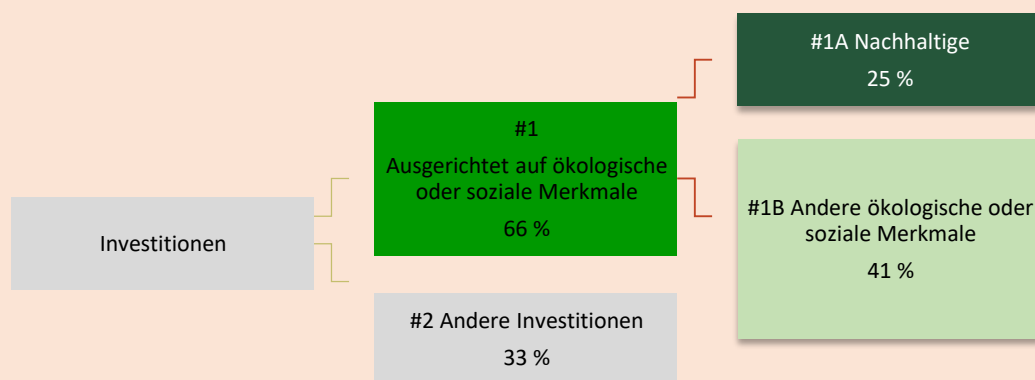 Investitionen
#1
Ausgerichtet auf ökologische
oder soziale Merkmale
66 %
#2 Andere Investitionen
33 %
#1A Nachhaltige
25 %
#1B Andere ökologische oder
soziale Merkmale
41 %